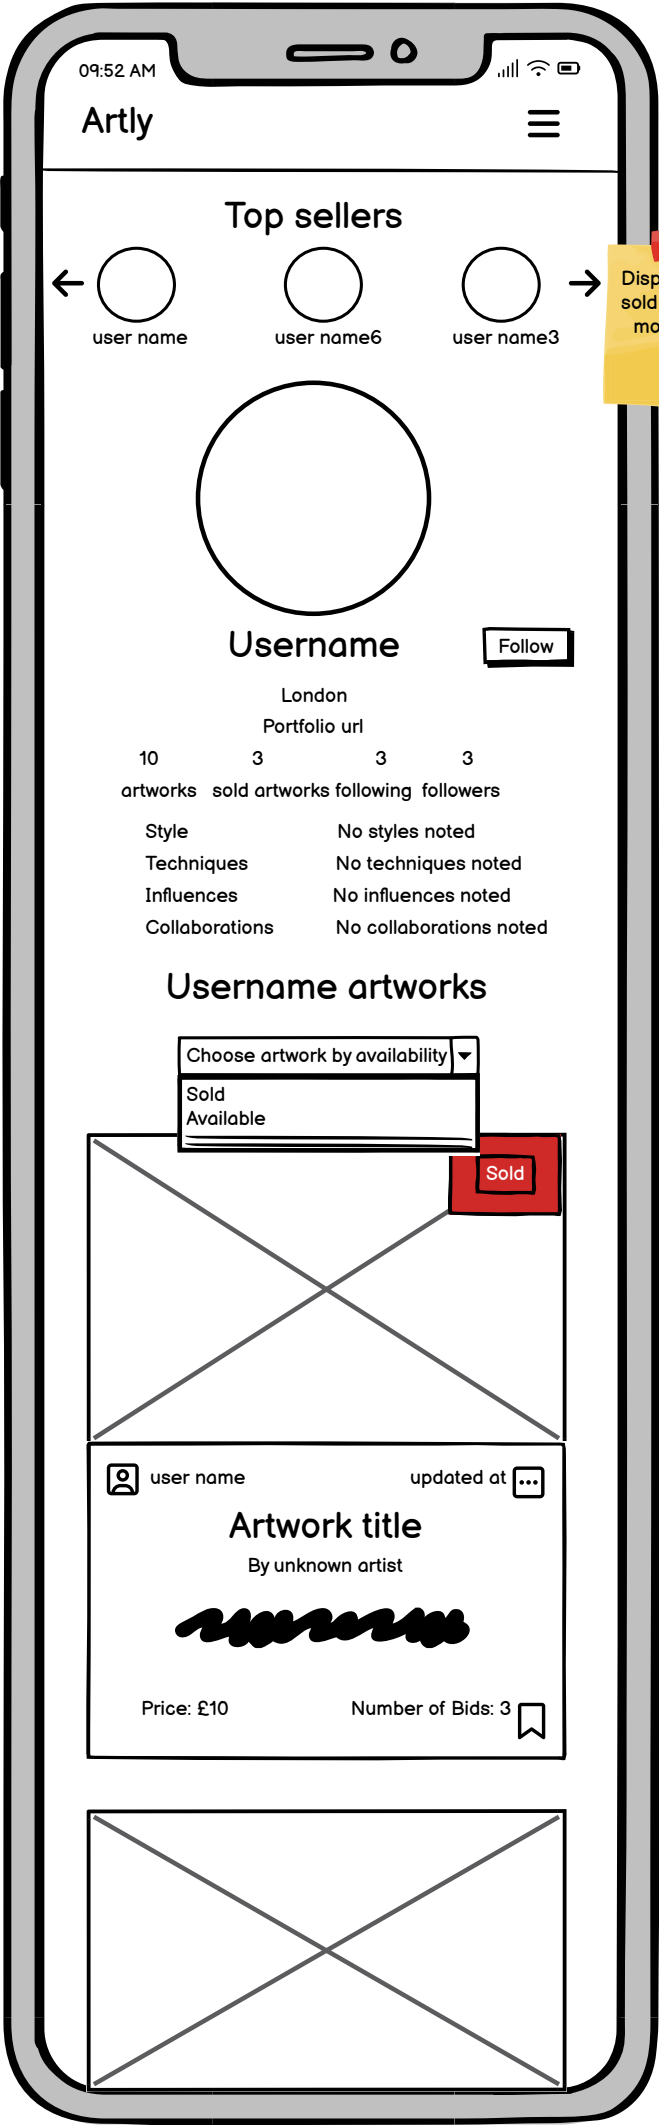 09:52 AM
Artly
Top sellers
user name user name6 user name3
Username
Follow
London
Portfolio url
10 3 3 3
artworks sold artworks following followers
Style No styles noted
Techniques No techniques noted
Influences No influences noted
Collaborations No collaborations noted
Username artworks
Choose artwork by availability
Sold
Available
Sold
user name updated at
Artwork title
By unknown artist
Price: £10 Number of Bids: 3
sold